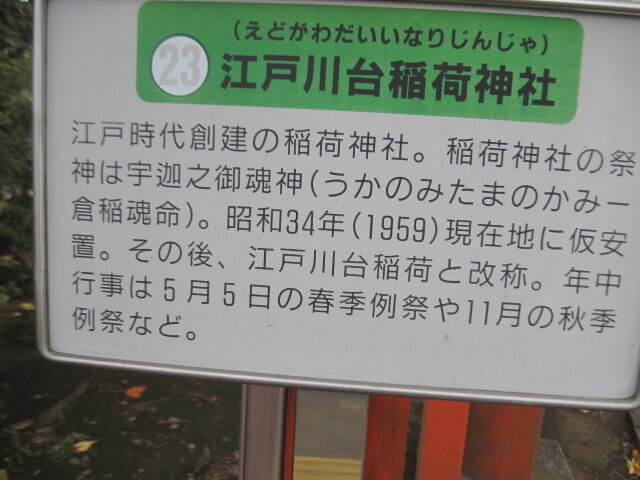 (えどがわだいいなりじんじゃ)
23 江戸川台稲荷神社
江戸時代創建の稲荷神社。稲荷神社の祭
神は宇迦之御魂神(うかのみたまのかみー
倉稲魂命)。昭和34年(1959)現在地に仮安
置。その後、江戸川台稲荷と改称。年中
行事は5月5日の春季例祭や11月の秋季
例祭など。